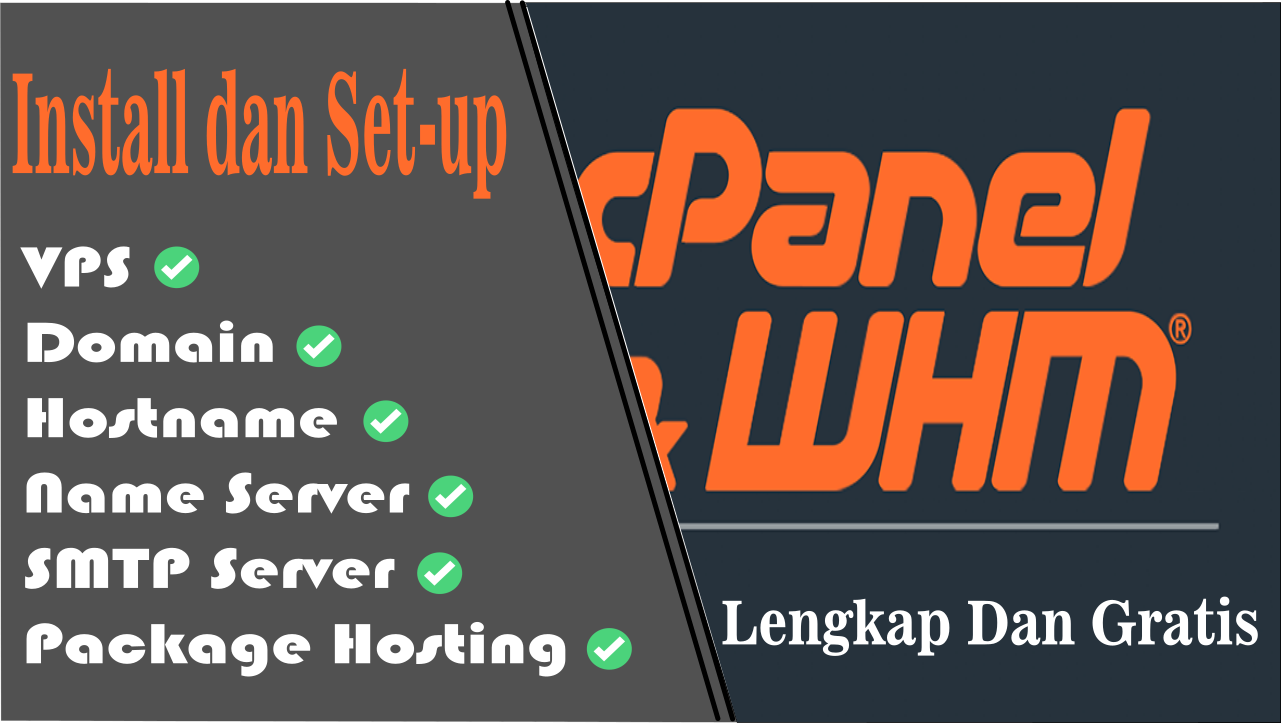 Install dan Set-up
VPS
Domain
Hostname
Name Server
SMTP Server
Package Hosting
cPanel
& WHM®
Lengkap Dan Gratis